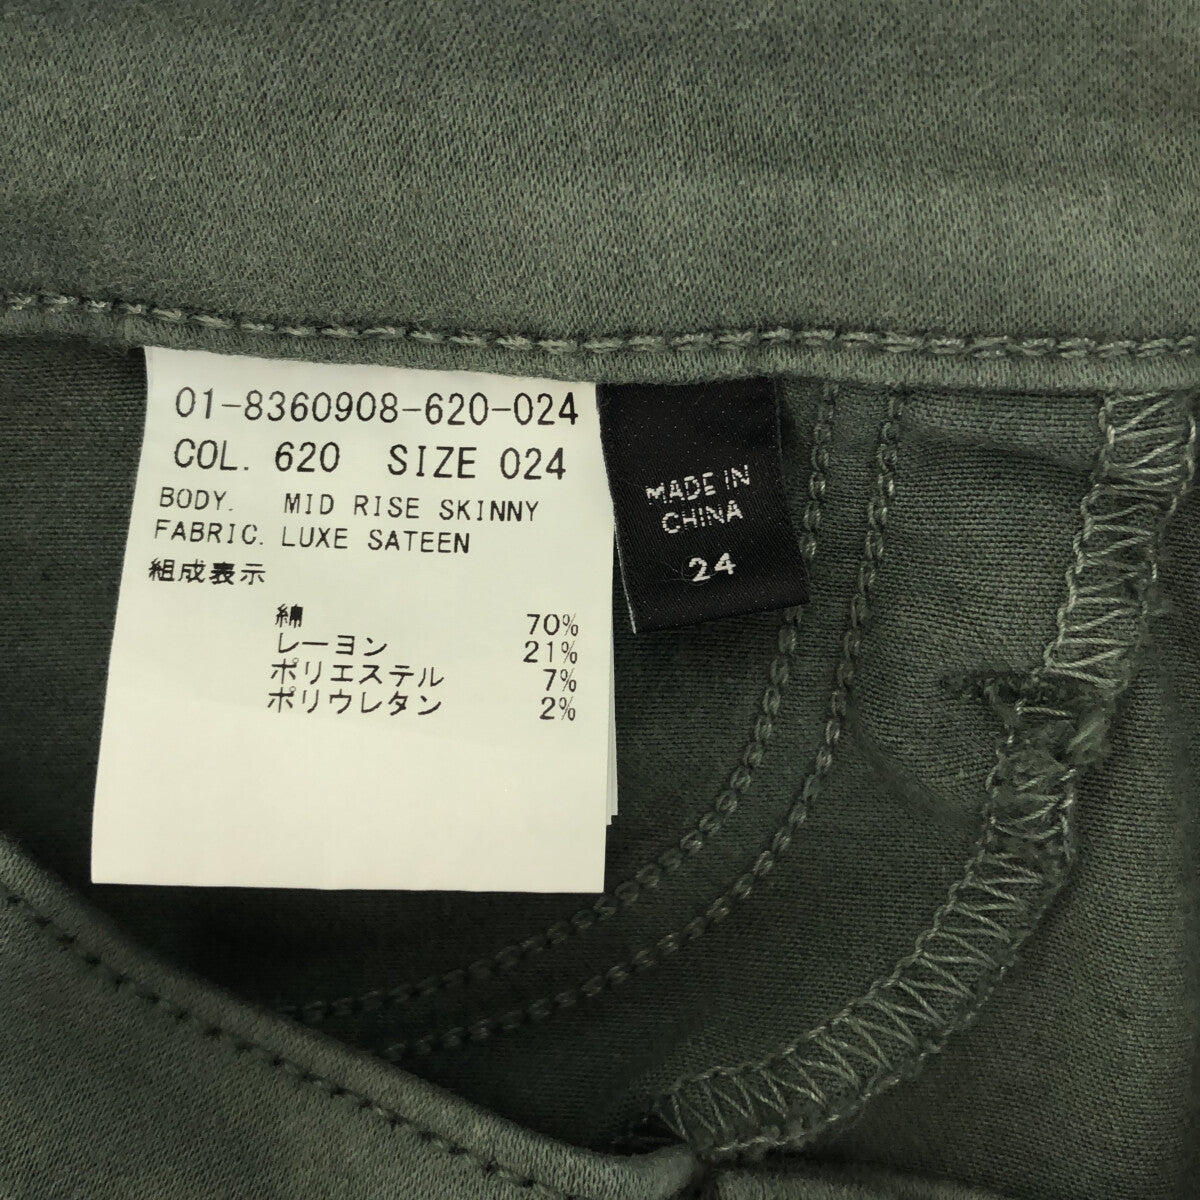 01-8360908-620-024
COL. 620 SIZE 024
BODY. MID RISE SKINNY
FABRIC. LUXE SATEEN
組成表示
綿 70%
レーヨン 21%
ポリエステル 7%
ポリウレタン 2%
MADE IN
CHINA
24